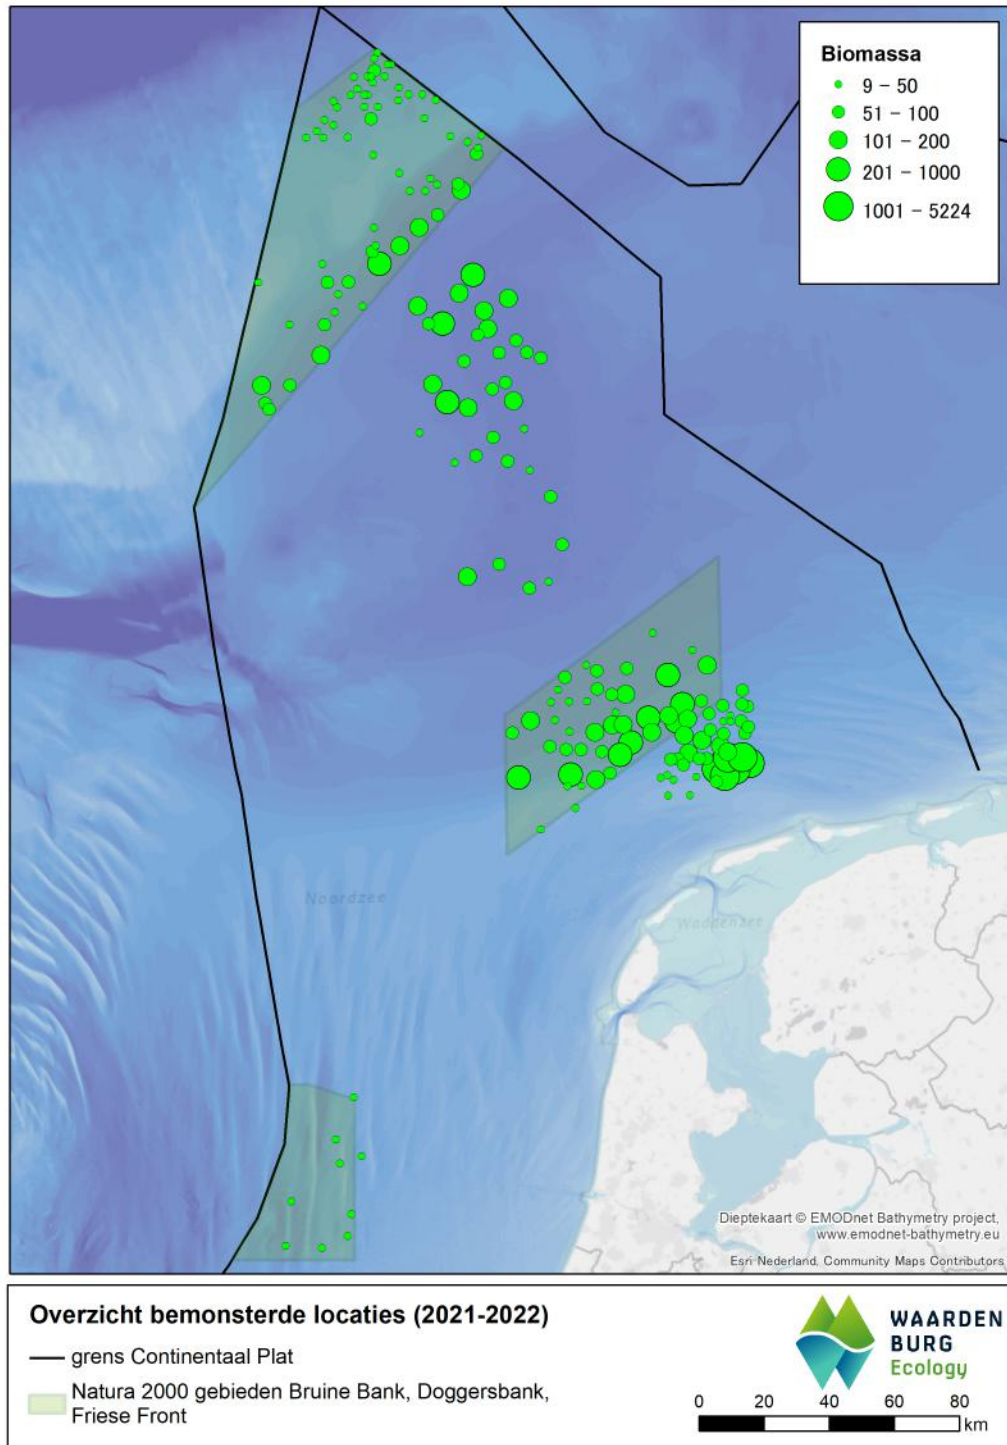 Biomassa
9 – 50
51 – 100
101 – 200
201 – 1000
1001 – 5224
Noordzee
Waddenzee
Dieptekaart © EMODnet Bathymetry project,
www.emodnet-bathymetry.eu
Esri Nederland, Community Maps Contributors
Overzicht bemonsterde locaties (2021-2022)
grens Continentaal Plat
Natura 2000 gebieden Bruine Bank, Doggersbank,
Friese Front
WAARDEN
BURG
Ecology
0 20 40 60 80
km